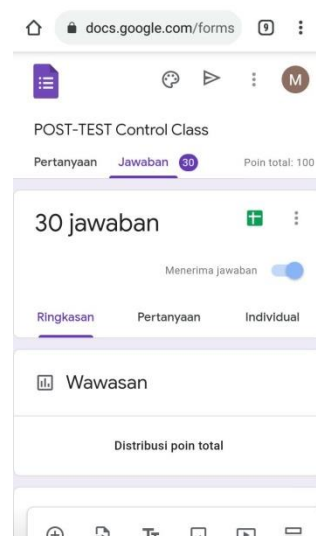 docs.google.com/forms 9
M
POST-TEST Control Class
Pertanyaan Jawaban 30 Poin total: 100
30 jawaban
Menerima jawaban
Ringkasan Pertanyaan Individual
Wawasan
Distribusi poin total
Tт